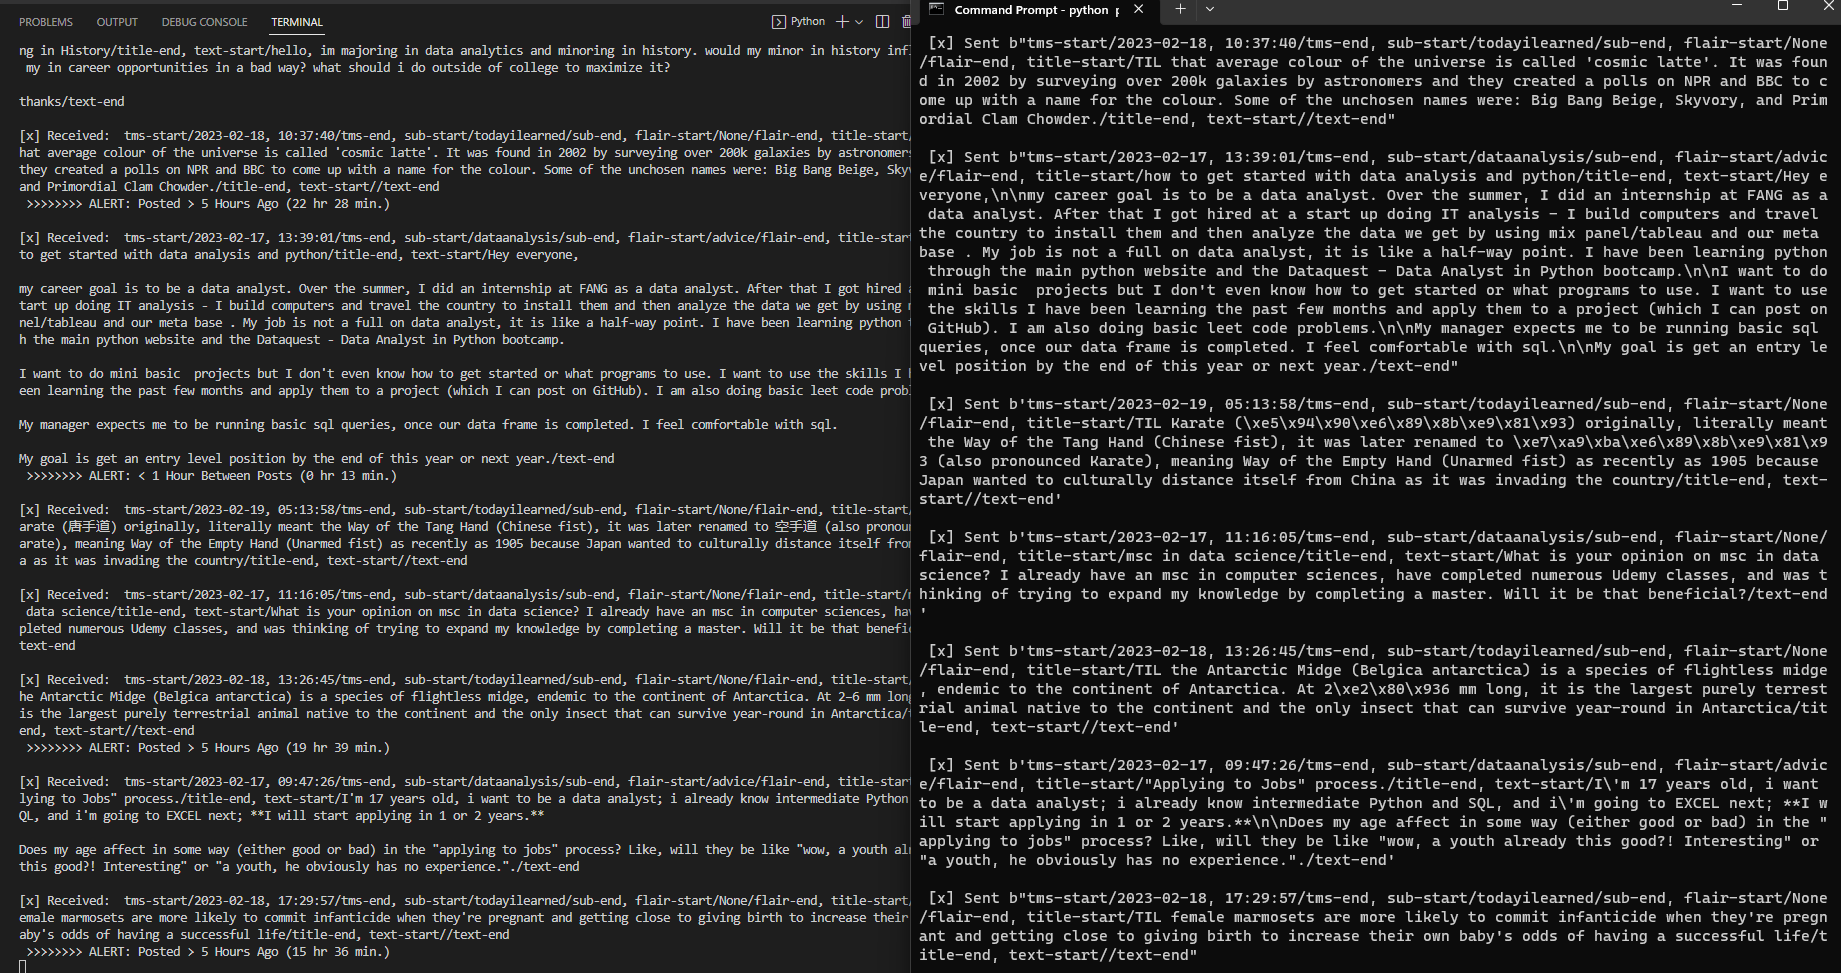 PROBLEMS OUTPUT DEBUG CONSOLE TERMINAL Python
ng in History/title-end, text-start/hello, im majoring in data analytics and minoring in history. would my minor in history inf
my in career opportunities in a bad way? what should i do outside of college to maximize it?
thanks/text-end
[x] Received:  tms-start/2023-02-18, 10:37:40/tms-end, sub-start/todayilearned/sub-end, flair-start/None/flair-end, title-start/
hat average colour of the universe is called 'cosmic latte'. It was found in 2002 by surveying over 200k galaxies by astronomers
they created a polls on NPR and BBC to come up with a name for the colour. Some of the unchosen names were: Big Bang Beige, Sky
and Primordial Clam Chowder./title-end, text-start//text-end
>>>>>>>> ALERT: Posted > 5 Hours Ago (22 hr 28 min.)
[x] Received:  tms-start/2023-02-17, 13:39:01/tms-end, sub-start/dataanalysis/sub-end, flair-start/advice/flair-end, title-start
to get started with data analysis and python/title-end, text-start/Hey everyone,
my career goal is to be a data analyst. Over the summer, I did an internship at FANG as a data analyst. After that I got hired
tart up doing IT analysis - I build computers and travel the country to install them and then analyze the data we get by using
nel/tableau and our meta base . My job is not a full on data analyst, it is like a half-way point. I have been learning python
h the main python website and the Dataquest - Data Analyst in Python bootcamp.
I want to do mini basic  projects but I don't even know how to get started or what programs to use. I want to use the skills I
een learning the past few months and apply them to a project (which I can post on GitHub). I am also doing basic leet code prob
My manager expects me to be running basic sql queries, once our data frame is completed. I feel comfortable with sql.
My goal is get an entry level position by the end of this year or next year./text-end
>>>>>>>> ALERT: < 1 Hour Between Posts (0 hr 13 min.)
[x] Received:  tms-start/2023-02-19, 05:13:58/tms-end, sub-start/todayilearned/sub-end, flair-start/None/flair-end, title-start/
arate (唐手道) originally, literally meant the Way of the Tang Hand (Chinese fist), it was later renamed to 空手道 (also pronou
arate), meaning Way of the Empty Hand (Unarmed fist) as recently as 1905 because Japan wanted to culturally distance itself fro
a as it was invading the country/title-end, text-start//text-end
[x] Received:  tms-start/2023-02-17, 11:16:05/tms-end, sub-start/dataanalysis/sub-end, flair-start/None/flair-end, title-start/
data science/title-end, text-start/What is your opinion on msc in data science? I already have an msc in computer sciences, ha
pleted numerous Udemy classes, and was thinking of trying to expand my knowledge by completing a master. Will it be that benefi
text-end
[x] Received:  tms-start/2023-02-18, 13:26:45/tms-end, sub-start/todayilearned/sub-end, flair-start/None/flair-end, title-start/
he Antarctic Midge (Belgica antarctica) is a species of flightless midge, endemic to the continent of Antarctica. At 2–6 mm long
is the largest purely terrestrial animal native to the continent and the only insect that can survive year-round in Antarctica/
end, text-start//text-end
>>>>>>>> ALERT: Posted > 5 Hours Ago (19 hr 39 min.)
[x] Received:  tms-start/2023-02-17, 09:47:26/tms-end, sub-start/dataanalysis/sub-end, flair-start/advice/flair-end, title-start
lying to Jobs" process./title-end, text-start/I'm 17 years old, i want to be a data analyst; i already know intermediate Python
QL, and i'm going to EXCEL next; **I will start applying in 1 or 2 years.**
Does my age affect in some way (either good or bad) in the "applying to jobs" process? Like, will they be like "wow, a youth al
this good?! Interesting" or "a youth, he obviously has no experience."./text-end
[x] Received:  tms-start/2023-02-18, 17:29:57/tms-end, sub-start/todayilearned/sub-end, flair-start/None/flair-end, title-start/
emale marmosets are more likely to commit infanticide when they're pregnant and getting close to giving birth to increase their
aby's odds of having a successful life/title-end, text-start//text-end
>>>>>>>> ALERT: Posted > 5 Hours Ago (15 hr 36 min.)
Command Prompt - python p
[x] Sent b"tms-start/2023-02-18, 10:37:40/tms-end, sub-start/todayilearned/sub-end, flair-start/None
/flair-end, title-start/TIL that average colour of the universe is called 'cosmic latte'. It was foun
d in 2002 by surveying over 200k galaxies by astronomers and they created a polls on NPR and BBC to c
ome up with a name for the colour. Some of the unchosen names were: Big Bang Beige, Skyvory, and Prim
ordial Clam Chowder./title-end, text-start//text-end"
[x] Sent b"tms-start/2023-02-17, 13:39:01/tms-end, sub-start/dataanalysis/sub-end, flair-start/advic
e/flair-end, title-start/how to get started with data analysis and python/title-end, text-start/Hey e
veryone,\n\nmy career goal is to be a data analyst. Over the summer, I did an internship at FANG as a
data analyst. After that I got hired at a start up doing IT analysis - I build computers and travel
the country to install them and then analyze the data we get by using mix panel/tableau and our meta
base . My job is not a full on data analyst, it is like a half-way point. I have been learning python
through the main python website and the Dataquest - Data Analyst in Python bootcamp.\n\nI want to do
mini basic  projects but I don't even know how to get started or what programs to use. I want to use
the skills I have been learning the past few months and apply them to a project (which I can post on
GitHub). I am also doing basic leet code problems.\n\nMy manager expects me to be running basic sql
queries, once our data frame is completed. I feel comfortable with sql.\n\nMy goal is get an entry le
vel position by the end of this year or next year./text-end"
[x] Sent b'tms-start/2023-02-19, 05:13:58/tms-end, sub-start/todayilearned/sub-end, flair-start/None
/flair-end, title-start/TIL Karate (\xe5\x94\x90\xe6\x89\x8b\xe9\x81\x93) originally, literally meant
the Way of the Tang Hand (Chinese fist), it was later renamed to \xe7\xa9\xba\xe6\x89\x8b\xe9\x81\x9
3 (also pronounced Karate), meaning Way of the Empty Hand (Unarmed fist) as recently as 1905 because
Japan wanted to culturally distance itself from China as it was invading the country/title-end, text-
start//text-end'
[x] Sent b'tms-start/2023-02-17, 11:16:05/tms-end, sub-start/dataanalysis/sub-end, flair-start/None/
flair-end, title-start/msc in data science/title-end, text-start/What is your opinion on msc in data
science? I already have an msc in computer sciences, have completed numerous Udemy classes, and was t
hinking of trying to expand my knowledge by completing a master. Will it be that beneficial?/text-end
'
[x] Sent b'tms-start/2023-02-18, 13:26:45/tms-end, sub-start/todayilearned/sub-end, flair-start/None
/flair-end, title-start/TIL the Antarctic Midge (Belgica antarctica) is a species of flightless midge
, endemic to the continent of Antarctica. At 2\xe2\x80\x936 mm long, it is the largest purely terrest
rial animal native to the continent and the only insect that can survive year-round in Antarctica/tit
le-end, text-start//text-end'
[x] Sent b'tms-start/2023-02-17, 09:47:26/tms-end, sub-start/dataanalysis/sub-end, flair-start/advic
e/flair-end, title-start/"Applying to Jobs" process./title-end, text-start/I\'m 17 years old, i want
to be a data analyst; i already know intermediate Python and SQL, and i\'m going to EXCEL next; **I w
ill start applying in 1 or 2 years.**\n\nDoes my age affect in some way (either good or bad) in the "
applying to jobs" process? Like, will they be like "wow, a youth already this good?! Interesting" or
"a youth, he obviously has no experience."./text-end'
[x] Sent b"tms-start/2023-02-18, 17:29:57/tms-end, sub-start/todayilearned/sub-end, flair-start/None
/flair-end, title-start/TIL female marmosets are more likely to commit infanticide when they're pregn
ant and getting close to giving birth to increase their own baby's odds of having a successful life/t
itle-end, text-start//text-end"